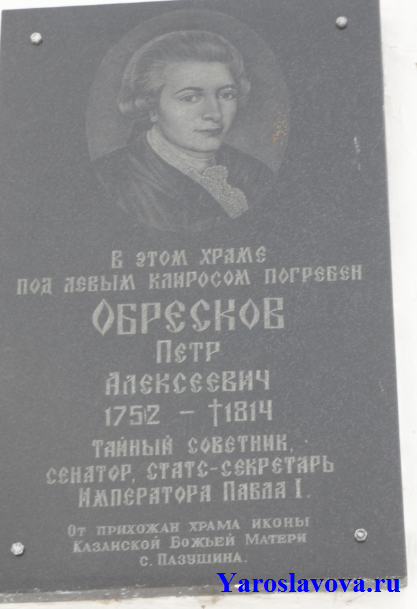 В ЭТОМ ХРАМЕ
ПОД ЛЕВЫМ КЛИРОСОМ ПОГРЕБЕН
ОБРЕСКОВ
ПЕТР
АЛЕКСЕЕВИЧ
1752 – †1814
ТАЙНЫЙ СОВЕТНИК,
СЕНАТОР, СТАТС-СЕКРЕТАРЬ
ИМПЕРАТОРА ПАВЛА I.
ОТ ПРИХОЖАН ХРАМА ИКОНЫ
КАЗАНСКОЙ БОЖЬЕЙ МАТЕРИ
С. ПАЗУШИНА.
Yaroslavova.ru